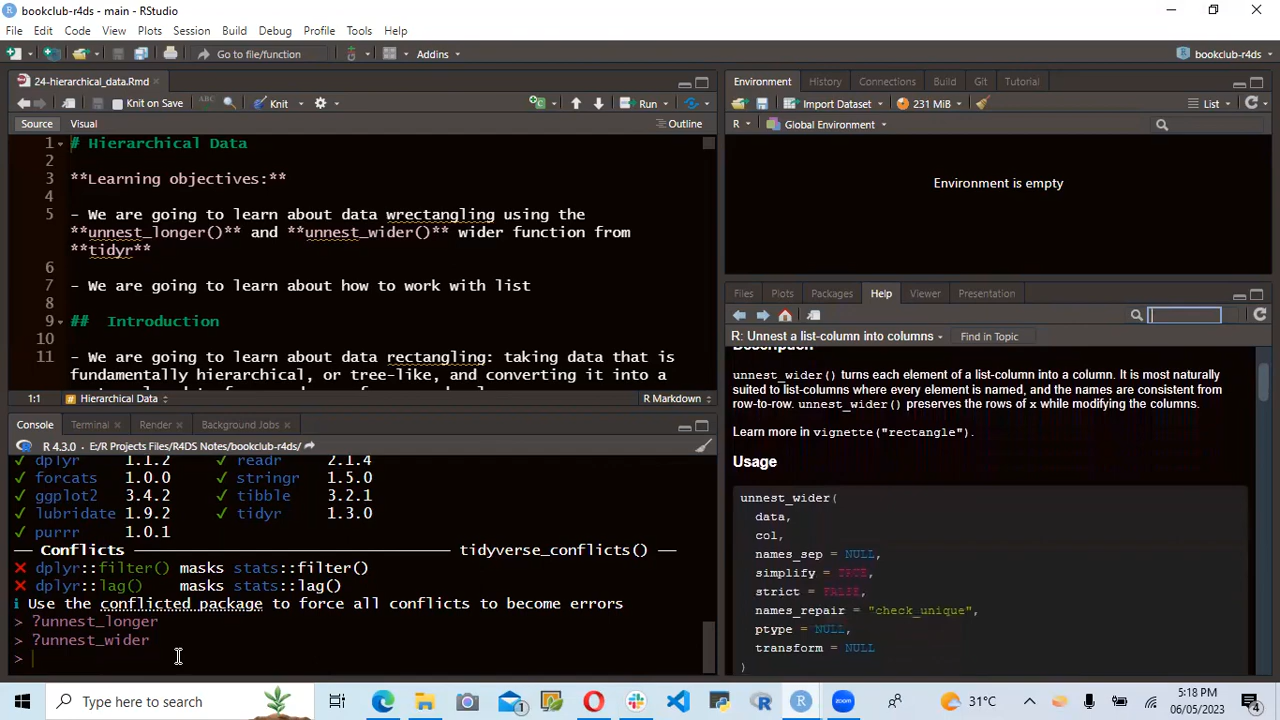 bookclub-r4ds - main - RStudio
File Edit Code View Plots Session Build Debug Profile Tools Help
Go to file/function Addins bookclub-r4ds
24-hierarchical_data.Rmd
Knit on Save ABC Knit Run
Source Visual Outline
1 # Hierarchical Data
2
3 **Learning objectives:**
4
5 - We are going to learn about data wrectangling using the
**unnest_longer()** and **unnest_wider()** wider function from
**tidyr**
6
7 - We are going to learn about how to work with list
8
9 ## Introduction
10
11 - We are going to learn about data rectangling: taking data that is
fundamentally hierarchical, or tree-like, and converting it into a
1:1 # Hierarchical Data R Markdown
Console Terminal Render Background Jobs
R 4.3.0 · E:/R Projects/R Projects Files/R4DS Notes/bookclub-r4ds/
✓ dplyr 1.1.2 ✓ readr 2.1.4
✓ forcats 1.0.0 ✓ stringr 1.5.0
✓ ggplot2 3.4.2 ✓ tibble 3.2.1
✓ lubridate 1.9.2 ✓ tidyr 1.3.0
✓ purrr 1.0.1
── Conflicts ── tidyverse_conflicts() ──
✖ dplyr::filter() masks stats::filter()
✖ dplyr::lag() masks stats::lag()
ℹ Use the conflicted package to force all conflicts to become errors
> ?unnest_longer
> ?unnest_wider
>
Environment History Connections Build Git Tutorial
Import Dataset 231 MiB List
R Global Environment
Environment is empty
Files Plots Packages Help Viewer Presentation
R: Unnest a list-column into columns Find in Topic
Description
unnest_wider() turns each element of a list-column into a column. It is most naturally
suited to list-columns where every element is named, and the names are consistent from
row-to-row. unnest_wider() preserves the rows of x while modifying the columns.
Learn more in vignette("rectangle").
Usage
unnest_wider(
data,
col,
names_sep = NULL,
simplify = TRUE,
strict = FALSE,
names_repair = "check_unique",
ptype = NULL,
transform = NULL
)
Type here to search
1
zoom
31°C
5:18 PM
06/05/2023
4